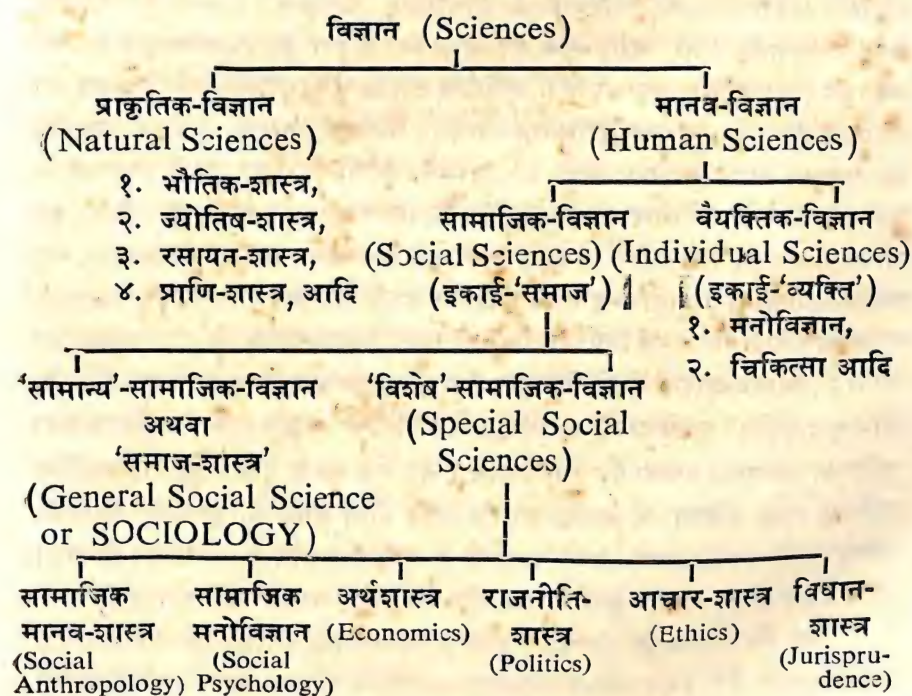 विज्ञान (Sciences)
प्राकृतिक-विज्ञान
(Natural Sciences)
१. भौतिक-शास्त्र,
२. ज्योतिष-शास्त्र,
३. रसायन-शास्त्र,
४. प्राणि-शास्त्र, आदि
मानव-विज्ञान
(Human Sciences)
सामाजिक-विज्ञान
(Social Sciences)
(इकाई-‘समाज’)
वैयक्तिक-विज्ञान
(Individual Sciences)
(इकाई-‘व्यक्ति’)
१. मनोविज्ञान,
२. चिकित्सा आदि
‘सामान्य’-सामाजिक-विज्ञान
अथवा
‘समाज-शास्त्र’
(General Social Science
or SOCIOLOGY)
‘विशेष’-सामाजिक-विज्ञान
(Special Social
Sciences)
सामाजिक
मानव-शास्त्र
(Social
Anthropology)
सामाजिक
मनोविज्ञान
(Social
Psychology)
अर्थशास्त्र
(Economics)
राजनीति-
शास्त्र
(Politics)
आचार-शास्त्र
(Ethics)
विधान-
शास्त्र
(Jurispru-
dence)